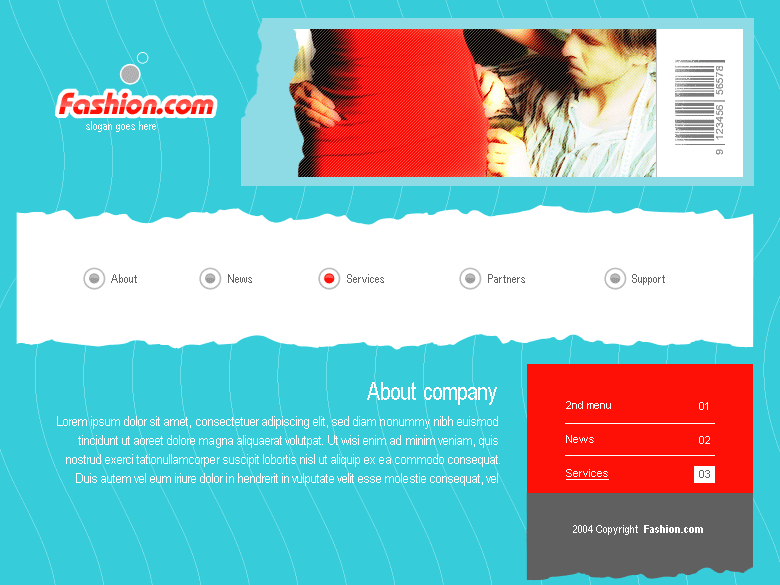 Fashion.com
slogan goes here
9 123456 56578
About
News
Services
Partners
Support
About company
Lorem ipsum dolor sit amet, consectetuer adipiscing elit, sed diam nonummy nibh euismod
tincidunt ut aoreet dolore magna aliquaerat volutpat. Ut wisi enim ad minim veniam, quis
nostrud exerci tationullamcorper suscipit lobortis nisl ut aliquip ex ea commodo consequat
Duis autem vel eum iriure dolor in hendrerit in vulputate velit esse molestie consequat, vel
2nd menu 01
News 02
Services 03
2004 Copyright Fashion.com